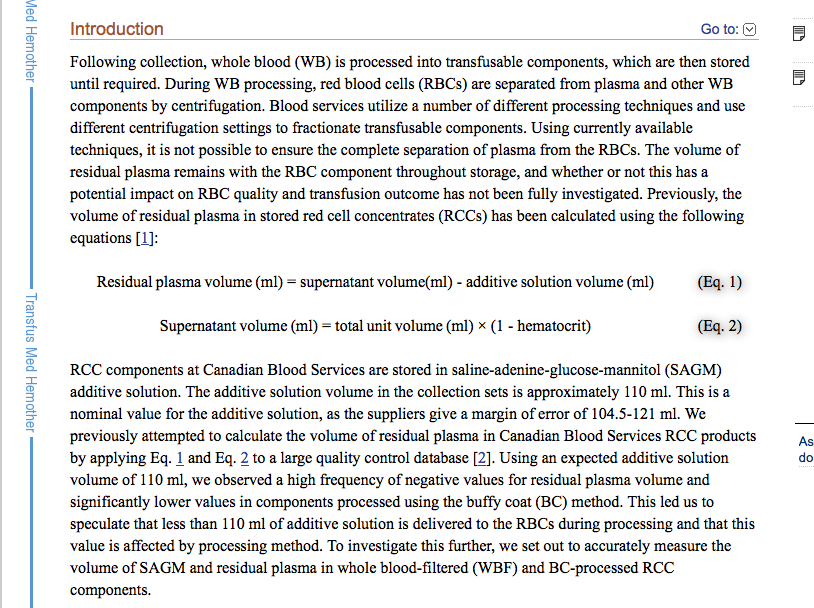 Med Hemother
Transfus Med Hemother
Introduction
Go to:
Following collection, whole blood (WB) is processed into transfusable components, which are then stored
until required. During WB processing, red blood cells (RBCs) are separated from plasma and other WB
components by centrifugation. Blood services utilize a number of different processing techniques and use
different centrifugation settings to fractionate transfusable components. Using currently available
techniques, it is not possible to ensure the complete separation of plasma from the RBCs. The volume of
residual plasma remains with the RBC component throughout storage, and whether or not this has a
potential impact on RBC quality and transfusion outcome has not been fully investigated. Previously, the
volume of residual plasma in stored red cell concentrates (RCCs) has been calculated using the following
equations [1]:
Residual plasma volume (ml) = supernatant volume(ml) - additive solution volume (ml) (Eq. 1)
Supernatant volume (ml) = total unit volume (ml) × (1 - hematocrit) (Eq. 2)
RCC components at Canadian Blood Services are stored in saline-adenine-glucose-mannitol (SAGM)
additive solution. The additive solution volume in the collection sets is approximately 110 ml. This is a
nominal value for the additive solution, as the suppliers give a margin of error of 104.5-121 ml. We
previously attempted to calculate the volume of residual plasma in Canadian Blood Services RCC products
by applying Eq. 1 and Eq. 2 to a large quality control database [2]. Using an expected additive solution
volume of 110 ml, we observed a high frequency of negative values for residual plasma volume and
significantly lower values in components processed using the buffy coat (BC) method. This led us to
speculate that less than 110 ml of additive solution is delivered to the RBCs during processing and that this
value is affected by processing method. To investigate this further, we set out to accurately measure the
volume of SAGM and residual plasma in whole blood-filtered (WBF) and BC-processed RCC
components.
As
do